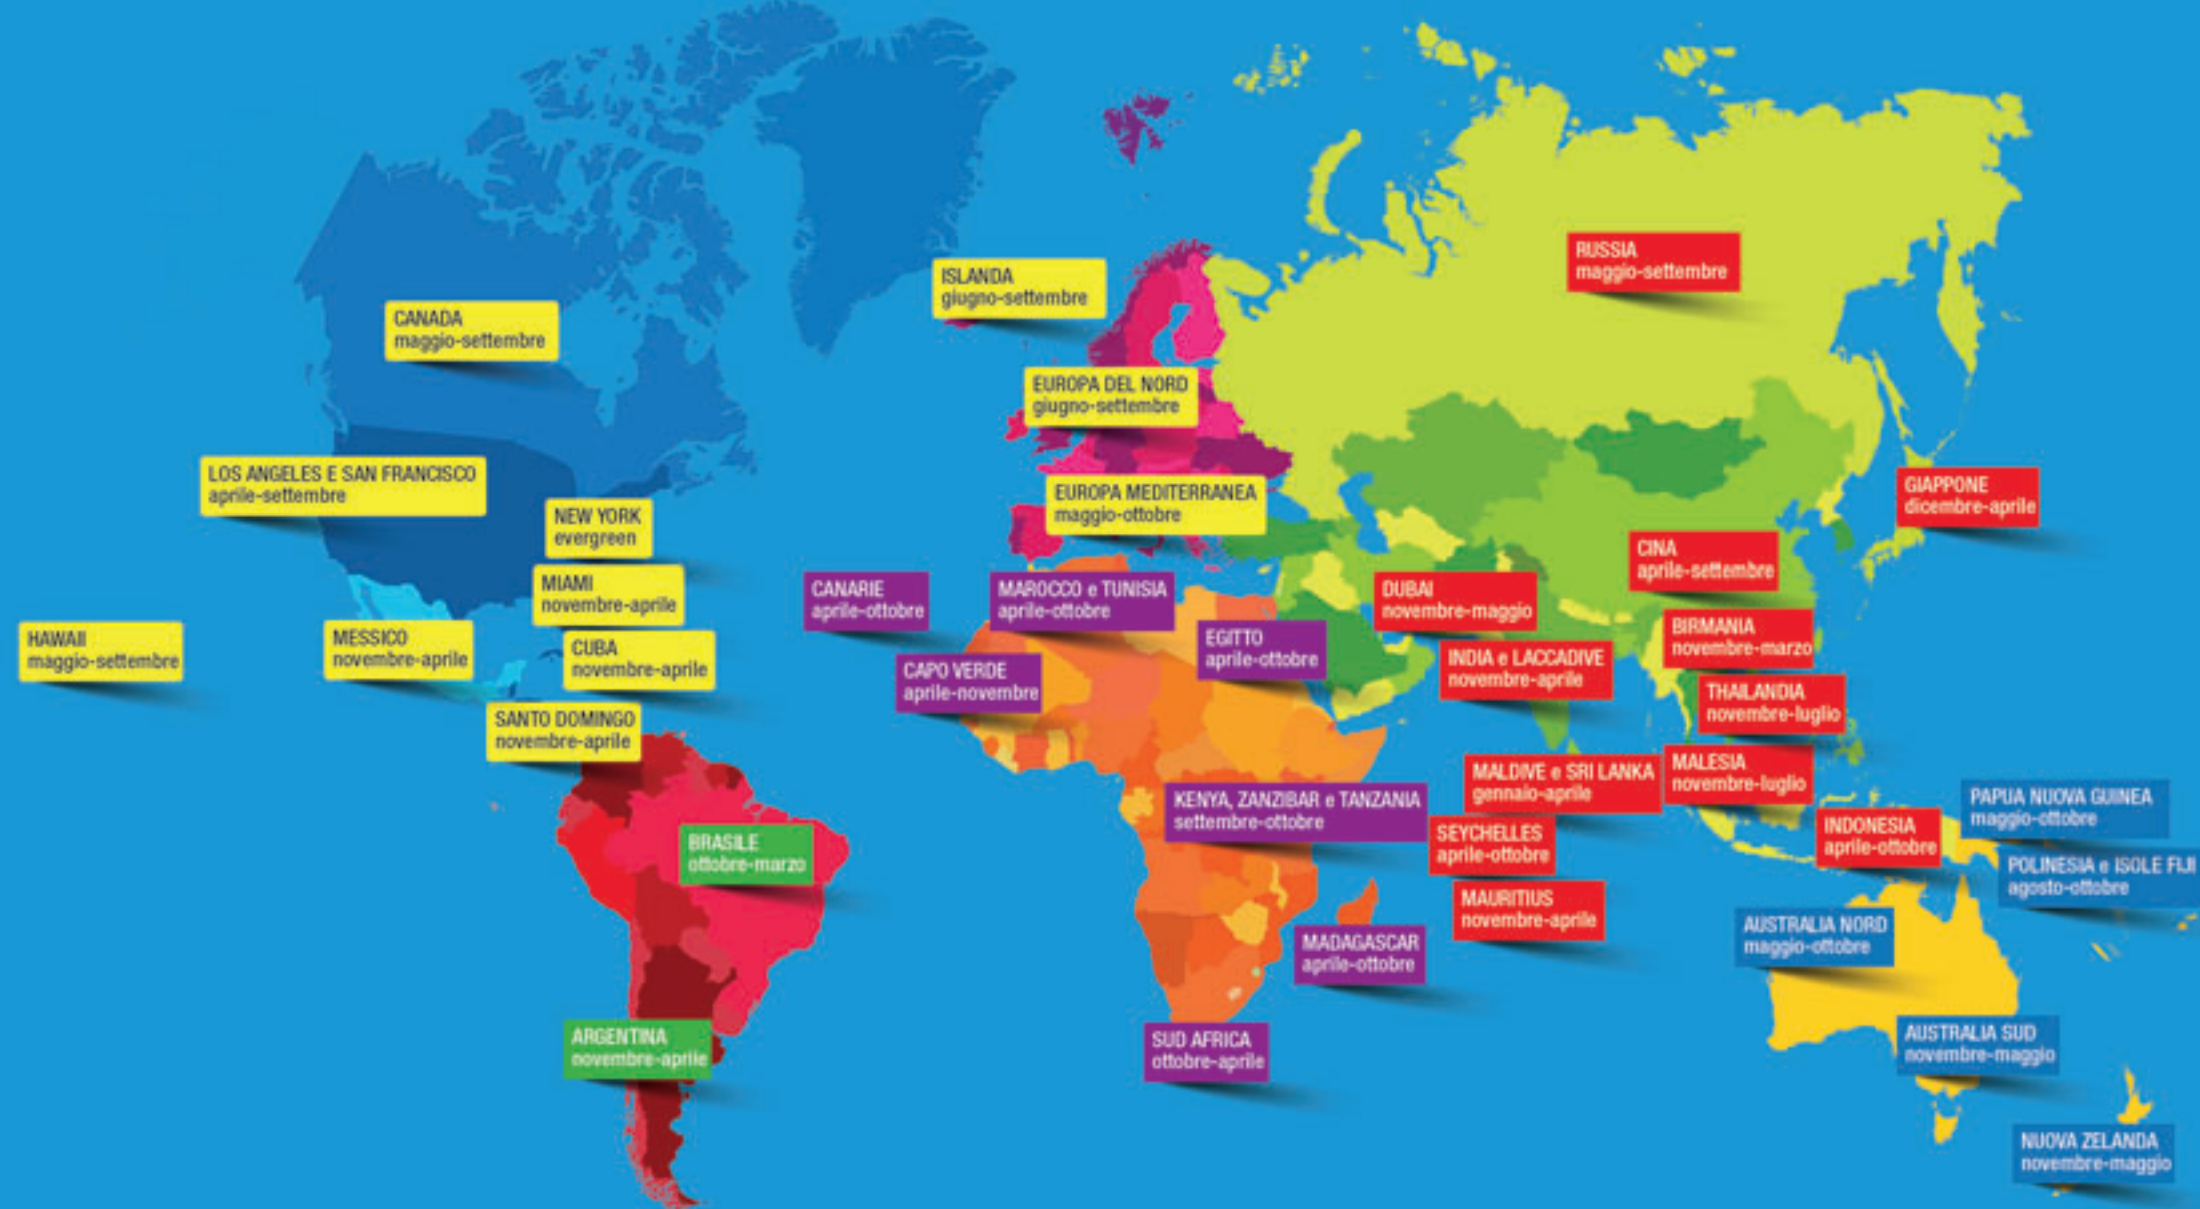 RUSSIA
maggio-settembre
ISLANDA
giugno-settembre
CANADA
maggio-settembre
EUROPA DEL NORD
giugno-settembre
LOS ANGELES E SAN FRANCISCO
aprile-settembre
EUROPA MEDITERRANEA
maggio-ottobre
GIAPPONE
dicembre-aprile
NEW YORK
evergreen
CINA
aprile-settembre
MIAMI
novembre-aprile
CANARIE
aprile-ottobre
MAROCCO e TUNISIA
aprile-ottobre
DUBAI
novembre-maggio
HAWAII
maggio-settembre
MESSICO
novembre-aprile
CUBA
novembre-aprile
EGITTO
aprile-ottobre
BIRMANIA
novembre-marzo
CAPO VERDE
aprile-novembre
INDIA e LACCADIVE
novembre-aprile
THAILANDIA
novembre-luglio
SANTO DOMINGO
novembre-aprile
MALDIVE e SRI LANKA
gennaio-aprile
MALESIA
novembre-luglio
KENYA, ZANZIBAR e TANZANIA
settembre-ottobre
PAPUA NUOVA GUINEA
maggio-ottobre
BRASILE
ottobre-marzo
SEYCHELLES
aprile-ottobre
INDONESIA
aprile-ottobre
POLINESIA e ISOLE FIJI
agosto-ottobre
MAURITIUS
novembre-aprile
AUSTRALIA NORD
maggio-ottobre
MADAGASCAR
aprile-ottobre
ARGENTINA
novembre-aprile
SUD AFRICA
ottobre-aprile
AUSTRALIA SUD
novembre-maggio
NUOVA ZELANDA
novembre-maggio